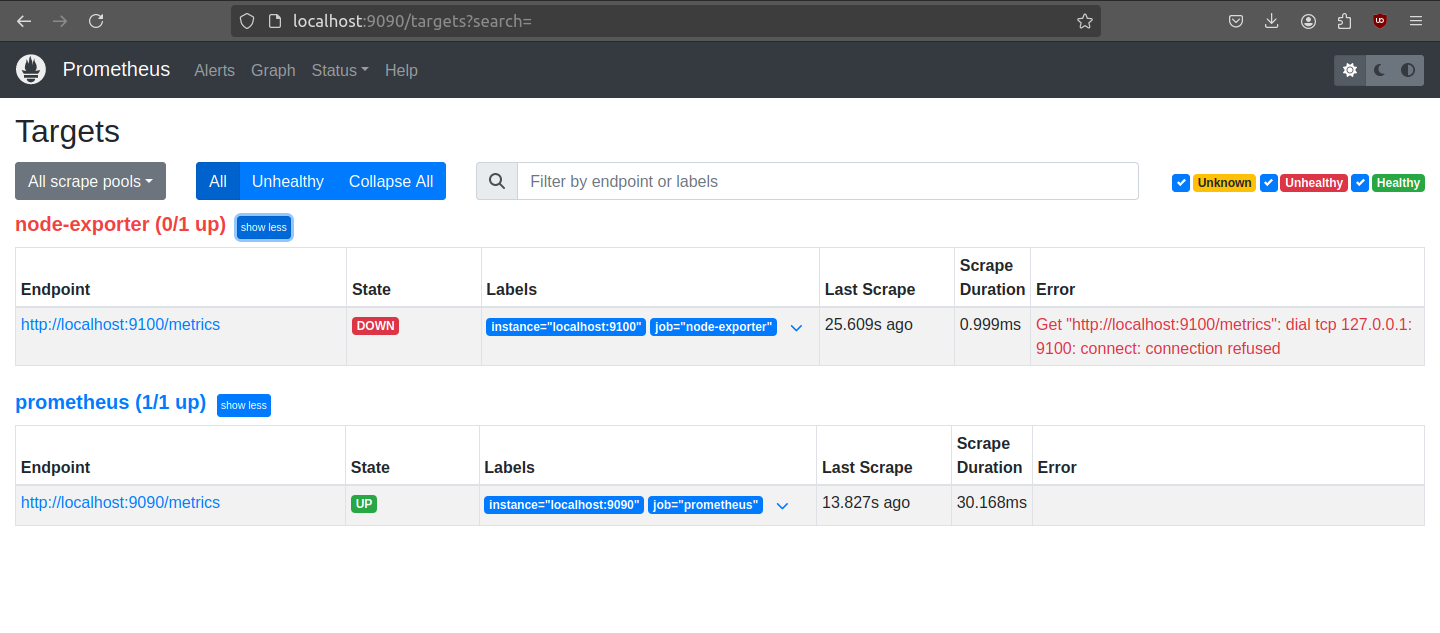 localhost:9090/targets?search=
Prometheus Alerts Graph Status Help
Targets
All scrape pools All Unhealthy Collapse All Filter by endpoint or labels Unknown Unhealthy Healthy
node-exporter (0/1 up) show less
Endpoint State Labels Last Scrape Scrape Duration Error
http://localhost:9100/metrics DOWN instance="localhost:9100" job="node-exporter" 25.609s ago 0.999ms Get "http://localhost:9100/metrics": dial tcp 127.0.0.1:
9100: connect: connection refused
prometheus (1/1 up) show less
Endpoint State Labels Last Scrape Scrape Duration Error
http://localhost:9090/metrics UP instance="localhost:9090" job="prometheus" 13.827s ago 30.168ms